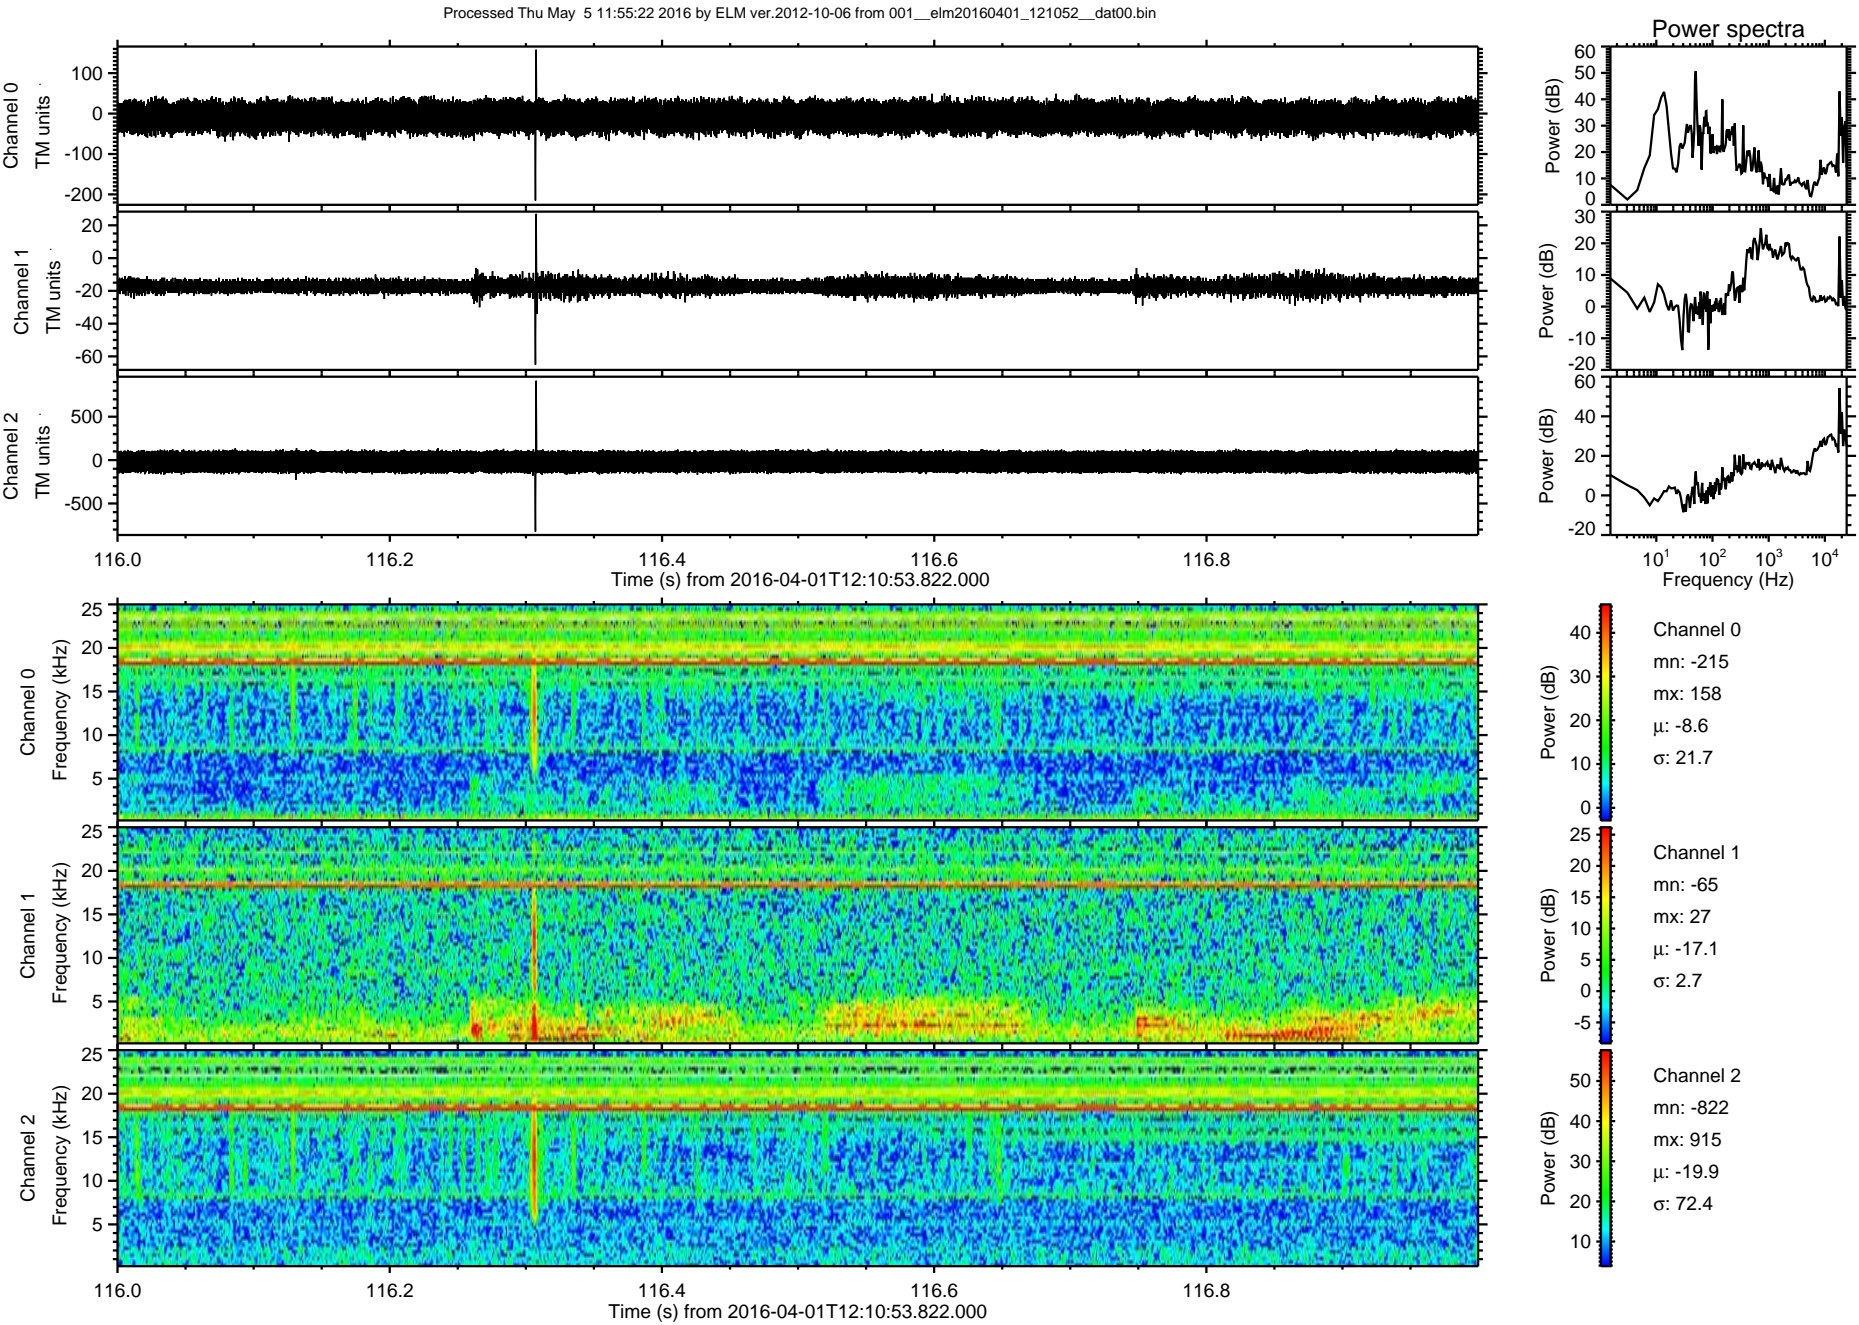 Processed Thu May  5 11:55:22 2016 by ELM ver.2012-10-06 from 001__elm20160401_121052__dat00.bin
Power spectra
Channel 0
TM units
100
0
-100
-200
Power (dB)
60
50
40
30
20
10
0
Channel 1
TM units
20
0
-20
-40
-60
Power (dB)
30
20
10
0
-10
-20
Channel 2
TM units
500
0
-500
Power (dB)
60
40
20
0
-20
116.0
116.2
116.4
116.6
116.8
Time (s) from 2016-04-01T12:10:53.822.000
10^1
10^2
10^3
10^4
Frequency (Hz)
Channel 0
Frequency (kHz)
25
20
15
10
5
Power (dB)
40
30
20
10
0
Channel 0
mn: -215
mx: 158
μ: -8.6
σ: 21.7
Channel 1
Frequency (kHz)
25
20
15
10
5
Power (dB)
25
20
15
10
5
0
-5
Channel 1
mn: -65
mx: 27
μ: -17.1
σ: 2.7
Channel 2
Frequency (kHz)
25
20
15
10
5
Power (dB)
50
40
30
20
10
Channel 2
mn: -822
mx: 915
μ: -19.9
σ: 72.4
116.0
116.2
116.4
116.6
116.8
Time (s) from 2016-04-01T12:10:53.822.000